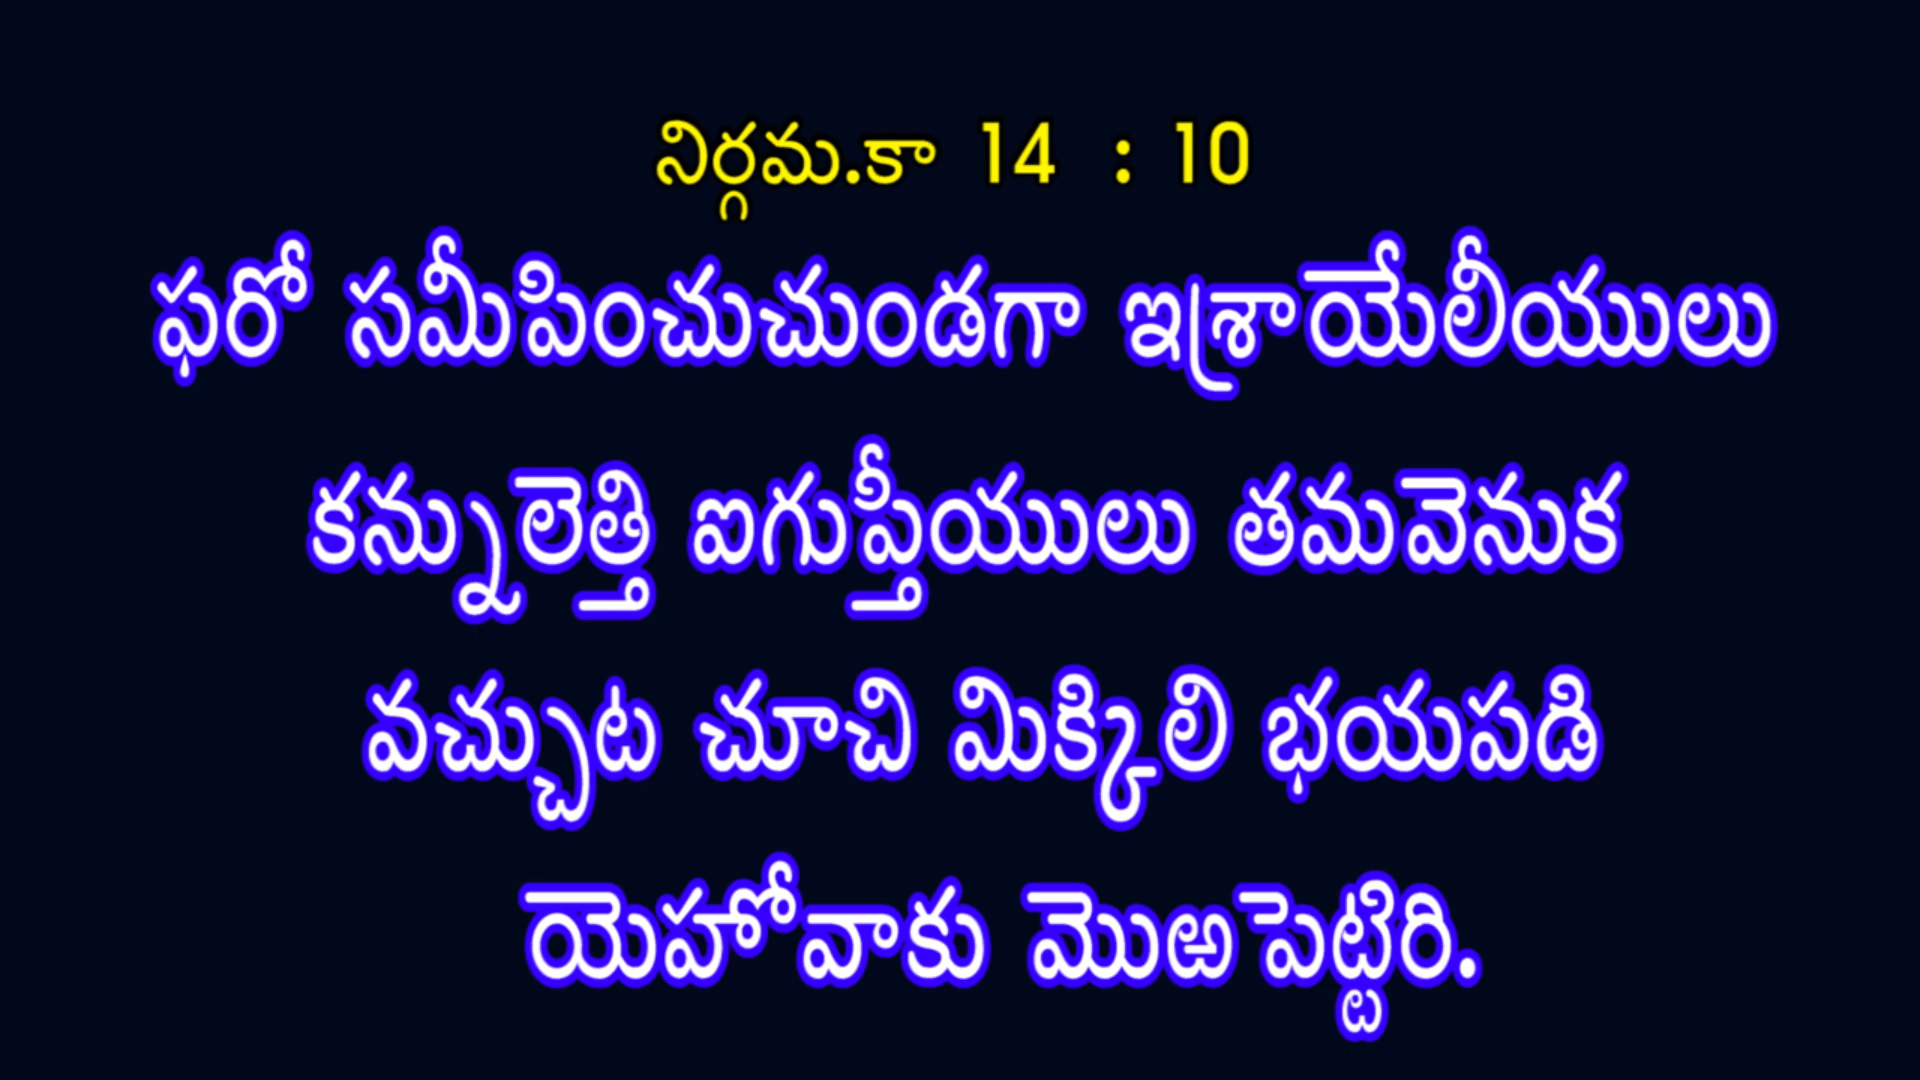 నిర్గమ.కా 14 : 10
ఫరో సమీపించుచుండగా ఇశ్రాయేలీయులు
కన్నులెత్తి ఐగుప్తీయులు తమవెనుక
వచ్చుట చూచి మిక్కిలి భయపడి
యెహోవాకు మొఱపెట్టిరి.